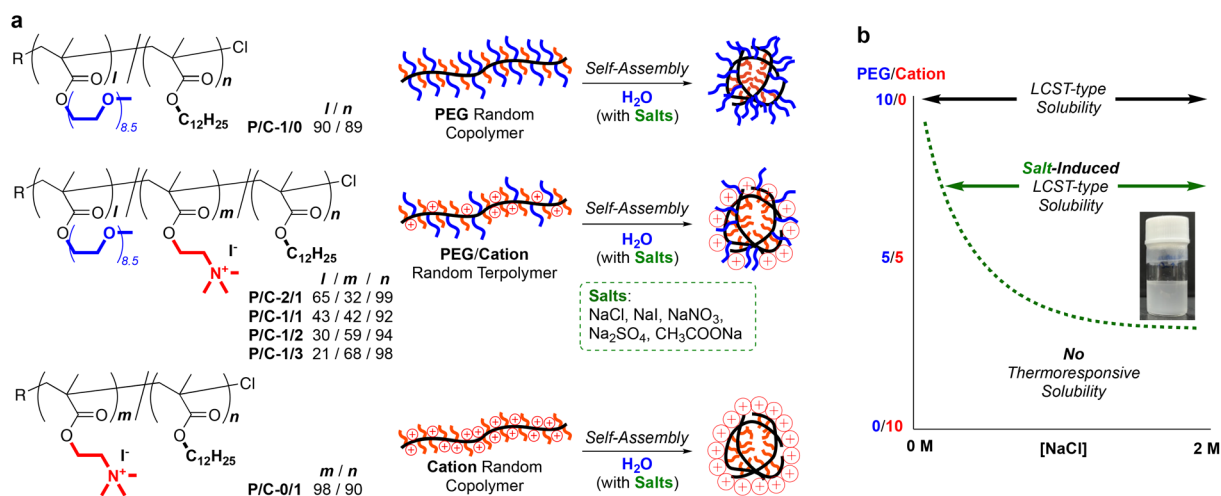 a
R
l
n
Cl
O
O
O
O
O
8.5
C12H25
l / n
P/C-1/0 90 / 89
PEG Random
Copolymer
Self-Assembly
H2O
(with Salts)
R
l
m
n
Cl
O
O
O
O
O
O
O
8.5
I-
N+
C12H25
l / m / n
P/C-2/1 65 / 32 / 99
P/C-1/1 43 / 42 / 92
P/C-1/2 30 / 59 / 94
P/C-1/3 21 / 68 / 98
PEG/Cation
Random Terpolymer
Self-Assembly
H2O
(with Salts)
Salts:
NaCl, NaI, NaNO3,
Na2SO4, CH3COONa
R
m
n
Cl
O
O
O
O
I-
N+
C12H25
m / n
P/C-0/1 98 / 90
Cation Random
Copolymer
Self-Assembly
H2O
(with Salts)
b
PEG/Cation
10/0
5/5
0/10
LCST-type
Solubility
Salt-Induced
LCST-type
Solubility
No
Thermoresponsive
Solubility
0 M
[NaCl]
2 M